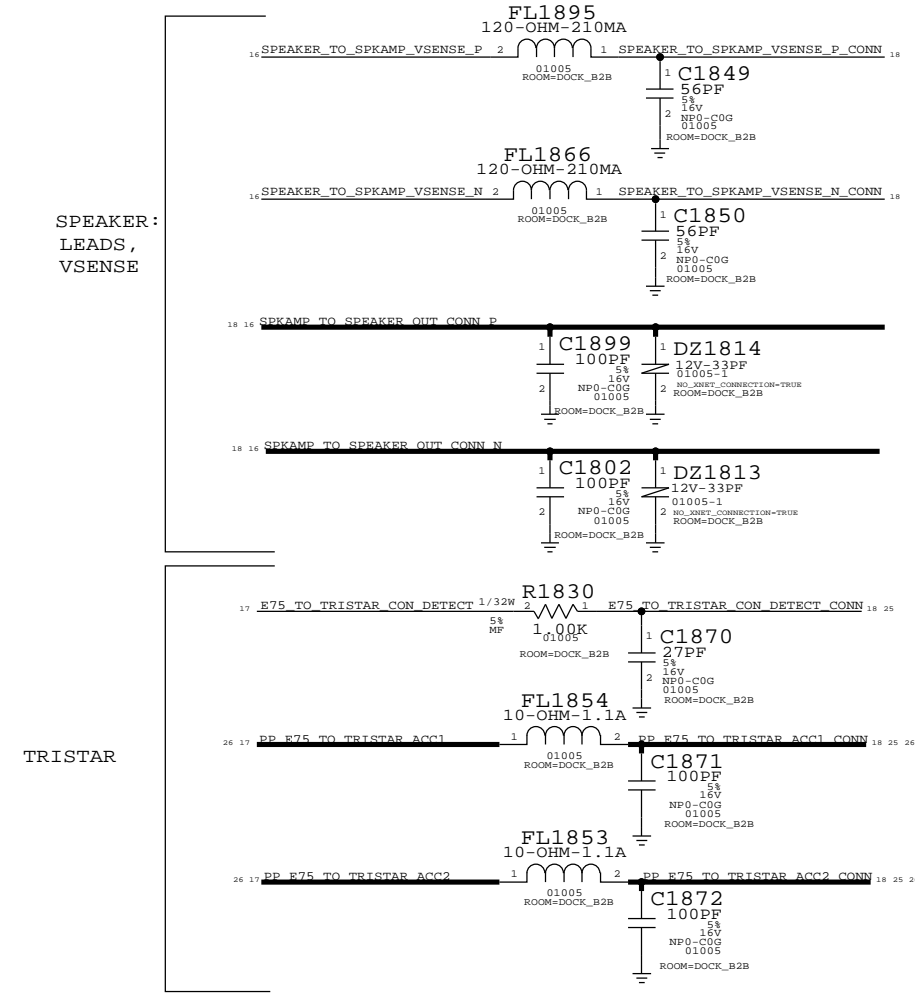 FL1895
120-OHM-210MA
16 SPEAKER_TO_SPKAMP_VSENSE_P 2 1 SPEAKER_TO_SPKAMP_VSENSE_P_CONN 18
01005
ROOM=DOCK_B2B
1 C1849
56PF
5%
16V
2 NP0-C0G
01005
ROOM=DOCK_B2B
FL1866
120-OHM-210MA
16 SPEAKER_TO_SPKAMP_VSENSE_N 2 1 SPEAKER_TO_SPKAMP_VSENSE_N_CONN 18
01005
ROOM=DOCK_B2B
1 C1850
56PF
5%
16V
2 NP0-C0G
01005
ROOM=DOCK_B2B
SPEAKER:
LEADS,
VSENSE
18 16 SPKAMP_TO_SPEAKER_OUT_CONN_P
1 C1899
100PF
5%
16V
2 NP0-C0G
01005
ROOM=DOCK_B2B
1 DZ1814
12V-33PF
01005-1
NO_XNET_CONNECTION=TRUE
2 ROOM=DOCK_B2B
18 16 SPKAMP_TO_SPEAKER_OUT_CONN_N
1 C1802
100PF
5%
16V
2 NP0-C0G
01005
ROOM=DOCK_B2B
1 DZ1813
12V-33PF
01005-1
2 NO_XNET_CONNECTION=TRUE
ROOM=DOCK_B2B
TRISTAR
R1830
17 E75_TO_TRISTAR_CON_DETECT 1/32W 2 1 E75_TO_TRISTAR_CON_DETECT_CONN 18 25
5%
MF
1.00K
01005
ROOM=DOCK_B2B
1 C1870
27PF
5%
16V
2 NP0-C0G
01005
ROOM=DOCK_B2B
FL1854
10-OHM-1.1A
26 17 PP_E75_TO_TRISTAR_ACC1 1 2 PP_E75_TO_TRISTAR_ACC1_CONN 18 25 26
01005
ROOM=DOCK_B2B
1 C1871
100PF
5%
16V
2 NP0-C0G
01005
ROOM=DOCK_B2B
FL1853
10-OHM-1.1A
26 17 PP_E75_TO_TRISTAR_ACC2 1 2 PP_E75_TO_TRISTAR_ACC2_CONN 18 25 2
01005
ROOM=DOCK_B2B
1 C1872
100PF
5%
16V
2 NP0-C0G
01005
ROOM=DOCK_B2B